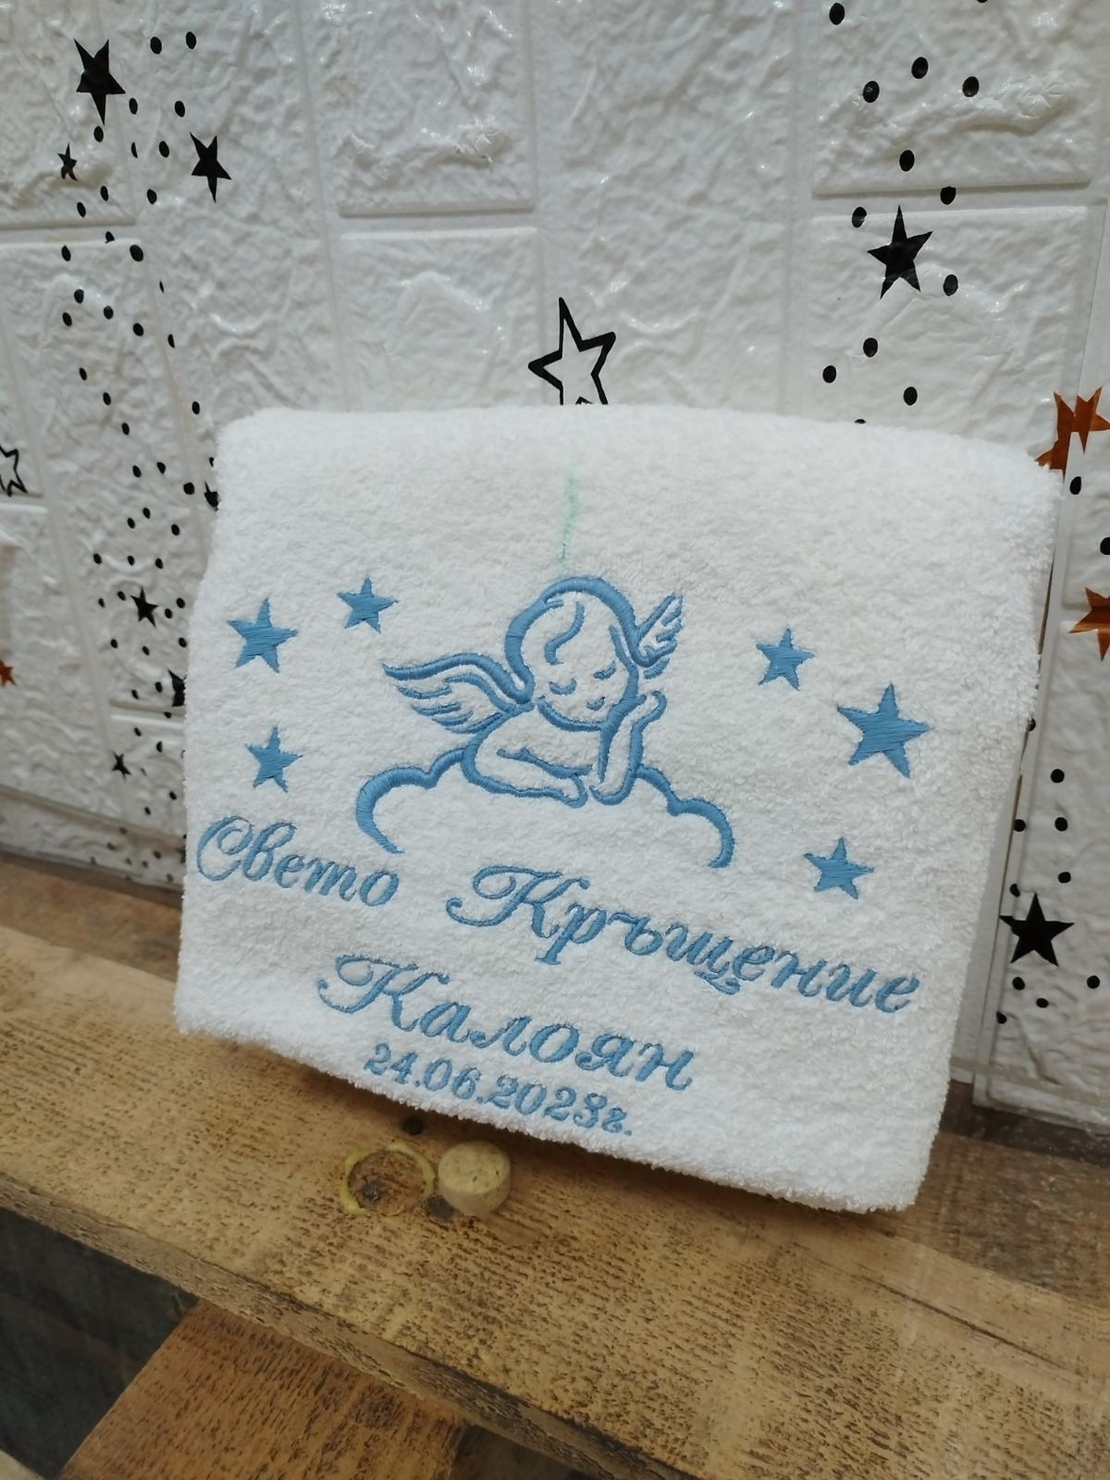 Свето Кръщение
Калоян
24.06.2023г.